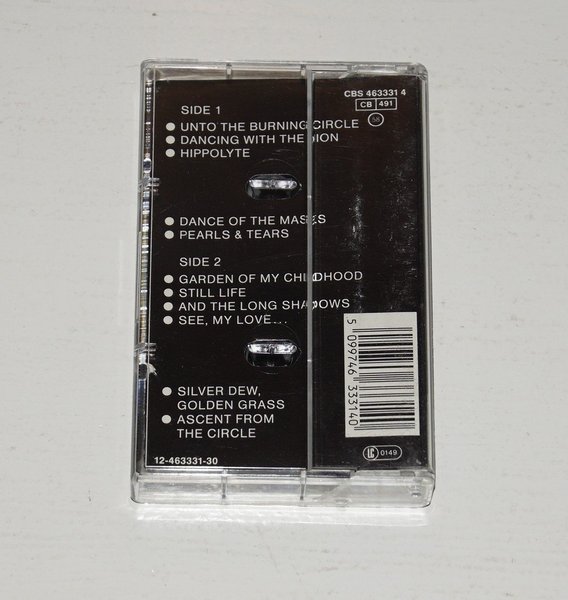 CBS 463331 4
CB 491
58
SIDE 1
UNTO THE BURNING CIRCLE
DANCING WITH THE LION
HIPPOLYTE
DANCE OF THE MASKS
PEARLS & TEARS
SIDE 2
GARDEN OF MY CHILDHOOD
STILL LIFE
AND THE LONG SHADOWS
SEE, MY LOVE...
SILVER DEW,
GOLDEN GRASS
ASCENT FROM
THE CIRCLE
5 099746 333140
LC 0149
12-463331-30